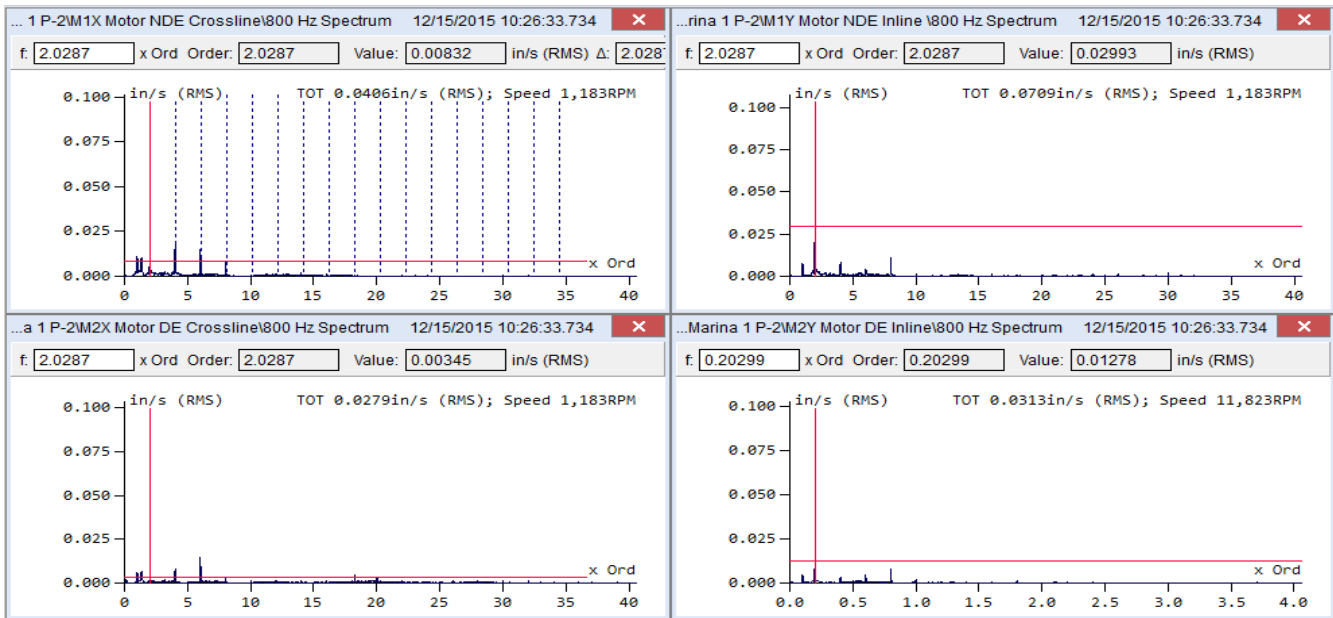 ... 1 P-2\M1X Motor NDE Crossline\800 Hz Spectrum 12/15/2015 10:26:33.734
f: 2.0287 x Ord Order: 2.0287 Value: 0.00832 in/s (RMS) Δ: 2.028
in/s (RMS) TOT 0.0406in/s (RMS); Speed 1,183RPM
0.100
0.075
0.050
0.025
0.000
x Ord
0 5 10 15 20 25 30 35 40
...rina 1 P-2\M1Y Motor NDE Inline \800 Hz Spectrum 12/15/2015 10:26:33.734
f: 2.0287 x Ord Order: 2.0287 Value: 0.02993 in/s (RMS)
in/s (RMS) TOT 0.0709in/s (RMS); Speed 1,183RPM
0.100
0.075
0.050
0.025
0.000
x Ord
0 5 10 15 20 25 30 35 40
...a 1 P-2\M2X Motor DE Crossline\800 Hz Spectrum 12/15/2015 10:26:33.734
f: 2.0287 x Ord Order: 2.0287 Value: 0.00345 in/s (RMS)
in/s (RMS) TOT 0.0279in/s (RMS); Speed 1,183RPM
0.100
0.075
0.050
0.025
0.000
x Ord
0 5 10 15 20 25 30 35 40
...Marina 1 P-2\M2Y Motor DE Inline\800 Hz Spectrum 12/15/2015 10:26:33.734
f: 0.20299 x Ord Order: 0.20299 Value: 0.01278 in/s (RMS)
in/s (RMS) TOT 0.0313in/s (RMS); Speed 11,823RPM
0.100
0.075
0.050
0.025
0.000
x Ord
0.0 0.5 1.0 1.5 2.0 2.5 3.0 3.5 4.0